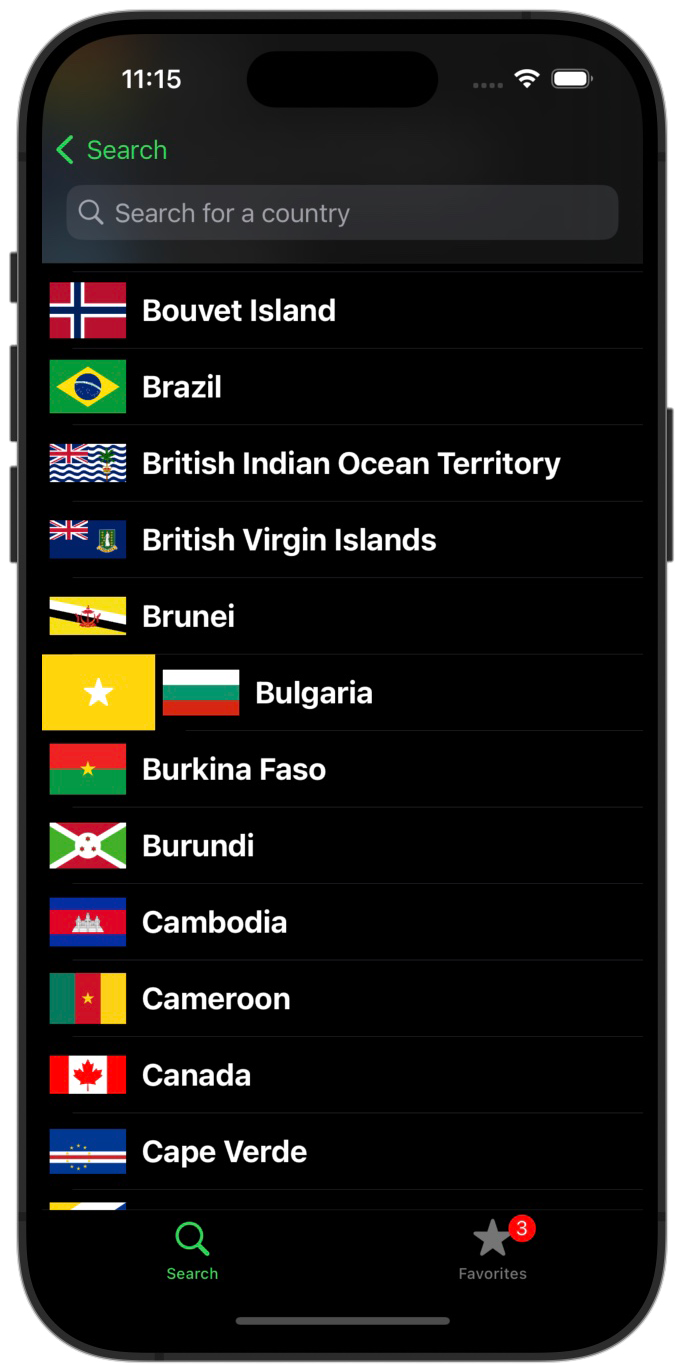 11:15
Search
Search for a country
Bouvet Island
Brazil
British Indian Ocean Territory
British Virgin Islands
Brunei
Bulgaria
Burkina Faso
Burundi
Cambodia
Cameroon
Canada
Cape Verde
3
Search
Favorites